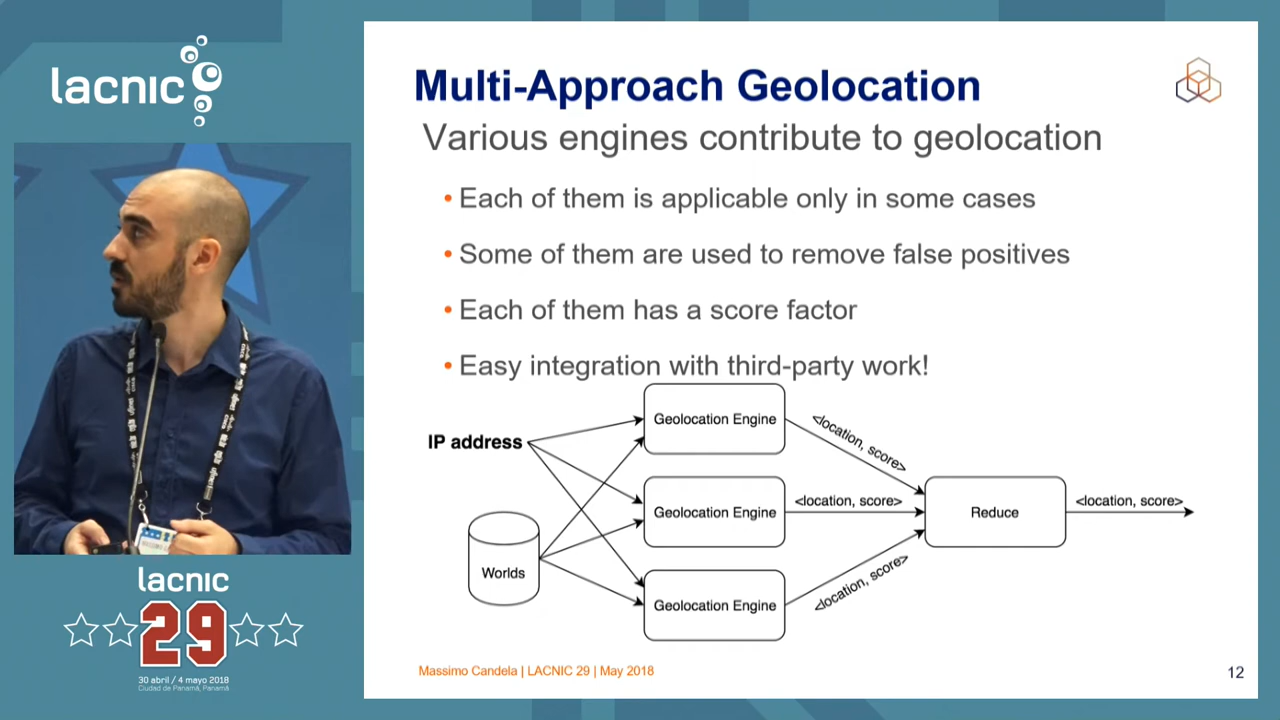 lacnic
Multi-Approach Geolocation
Various engines contribute to geolocation
• Each of them is applicable only in some cases
• Some of them are used to remove false positives
• Each of them has a score factor
• Easy integration with third-party work!
IP address
Worlds
Geolocation Engine
Geolocation Engine
Geolocation Engine
<location, score>
<location, score>
<location, score>
Reduce
<location, score>
lacnic
29
30 abril / 4 mayo 2018
Ciudad de Panamá, Panamá
Massimo Candela | LACNIC 29 | May 2018
12